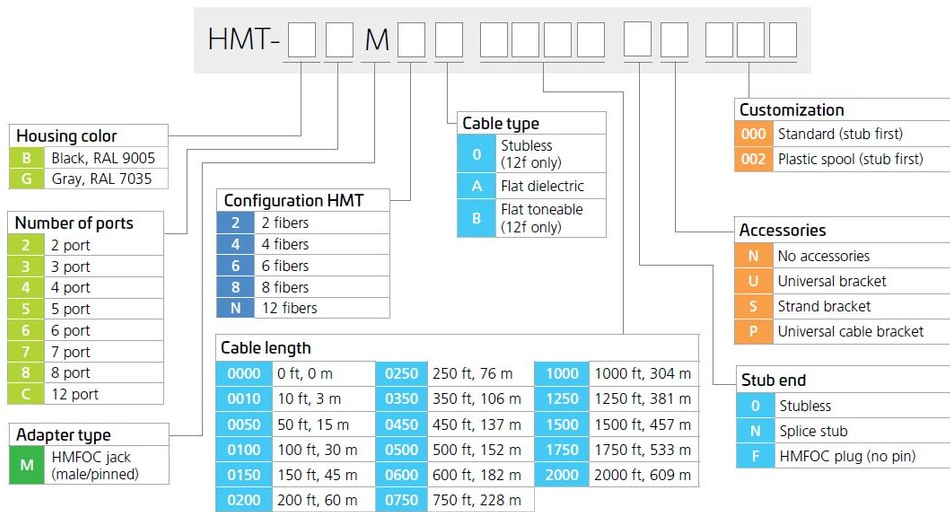 HMT- M
Housing color
B Black, RAL 9005
G Gray, RAL 7035
Number of ports
2 2 port
3 3 port
4 4 port
5 5 port
6 6 port
7 7 port
8 8 port
C 12 port
Adapter type
M HMFOC jack
(male/pinned)
Configuration HMT
2 2 fibers
4 4 fibers
6 6 fibers
8 8 fibers
N 12 fibers
Cable type
0 Stubless
(12f only)
A Flat dielectric
B Flat toneable
(12f only)
Cable length
0000 0 ft, 0 m 0250 250 ft, 76 m 1000 1000 ft, 304 m
0010 10 ft, 3 m 0350 350 ft, 106 m 1250 1250 ft, 381 m
0050 50 ft, 15 m 0450 450 ft, 137 m 1500 1500 ft, 457 m
0100 100 ft, 30 m 0500 500 ft, 152 m 1750 1750 ft, 533 m
0150 150 ft, 45 m 0600 600 ft, 182 m 2000 2000 ft, 609 m
0200 200 ft, 60 m 0750 750 ft, 228 m
Customization
000 Standard (stub first)
002 Plastic spool (stub first)
Accessories
N No accessories
U Universal bracket
S Strand bracket
P Universal cable bracket
Stub end
0 Stubless
N Splice stub
F HMFOC plug (no pin)